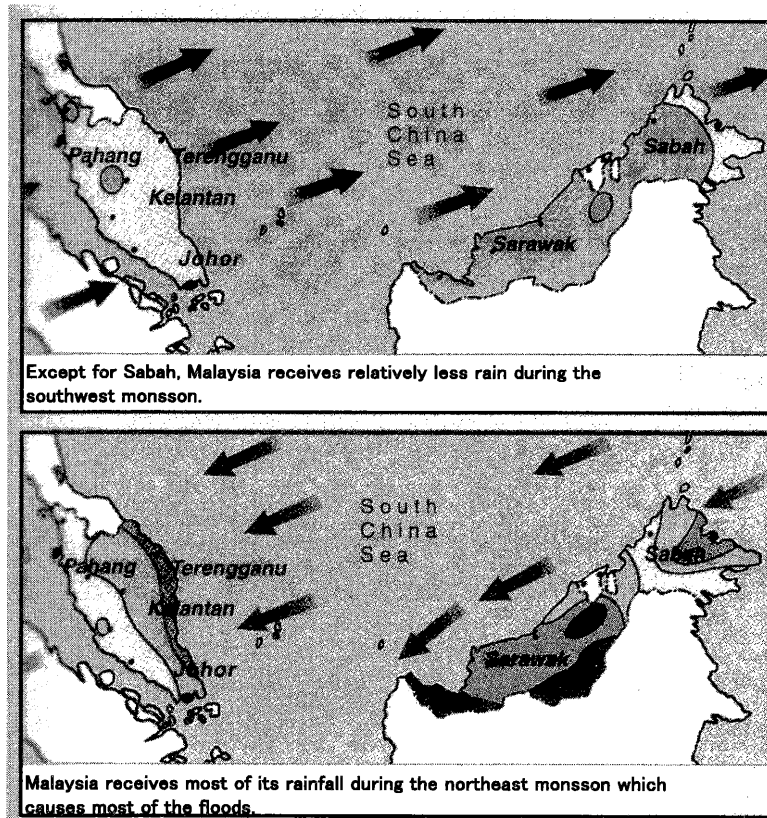 South
China
Sea
Pahang
Terengganu
Kelantan
Johor
Sabah
Sarawak
Except for Sabah, Malaysia receives relatively less rain during the
southwest monsson.
South
China
Sea
Pahang
Terengganu
Kelantan
Johor
Sabah
Sarawak
Malaysia receives most of its rainfall during the northeast monsson which
causes most of the floods.